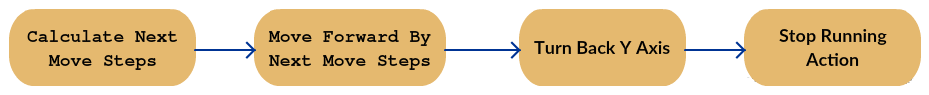 Calculate Next
Move Steps
Move Forward By
Next Move Steps
Turn Back Y Axis
Stop Running
Action